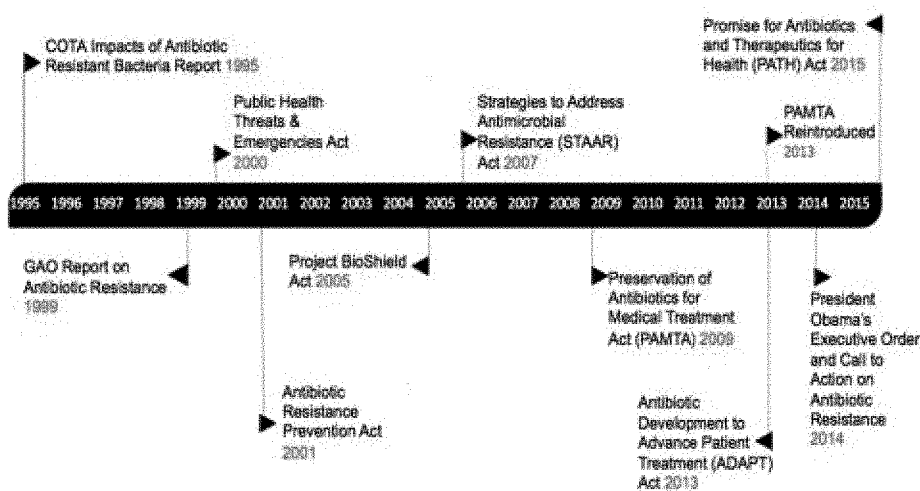 COTA Impacts of Antibiotic
Resistant Bacteria Report 1995
Public Health
Threats &
Emergencies Act
2000
Strategies to Address
Antimicrobial
Resistance (STAAR)
Act 2007
Promise for Antibiotics
and Therapeutics for
Health (PATH) Act 2015
PAMTA
Reintroduced
2013
1995 1996 1997 1998 1999 2000 2001 2002 2003 2004 2005 2006 2007 2008 2009 2010 2011 2012 2013 2014 2015
GAO Report on
Antibiotic Resistance
1999
Antibiotic
Resistance
Prevention Act
2001
Project BioShield
Act 2005
Preservation of
Antibiotics for
Medical Treatment
Act (PAMTA) 2009
Antibiotic
Development to
Advance Patient
Treatment (ADAPT)
Act 2013
President
Obama's
Executive Order
and Call to
Action on
Antibiotic
Resistance
2014